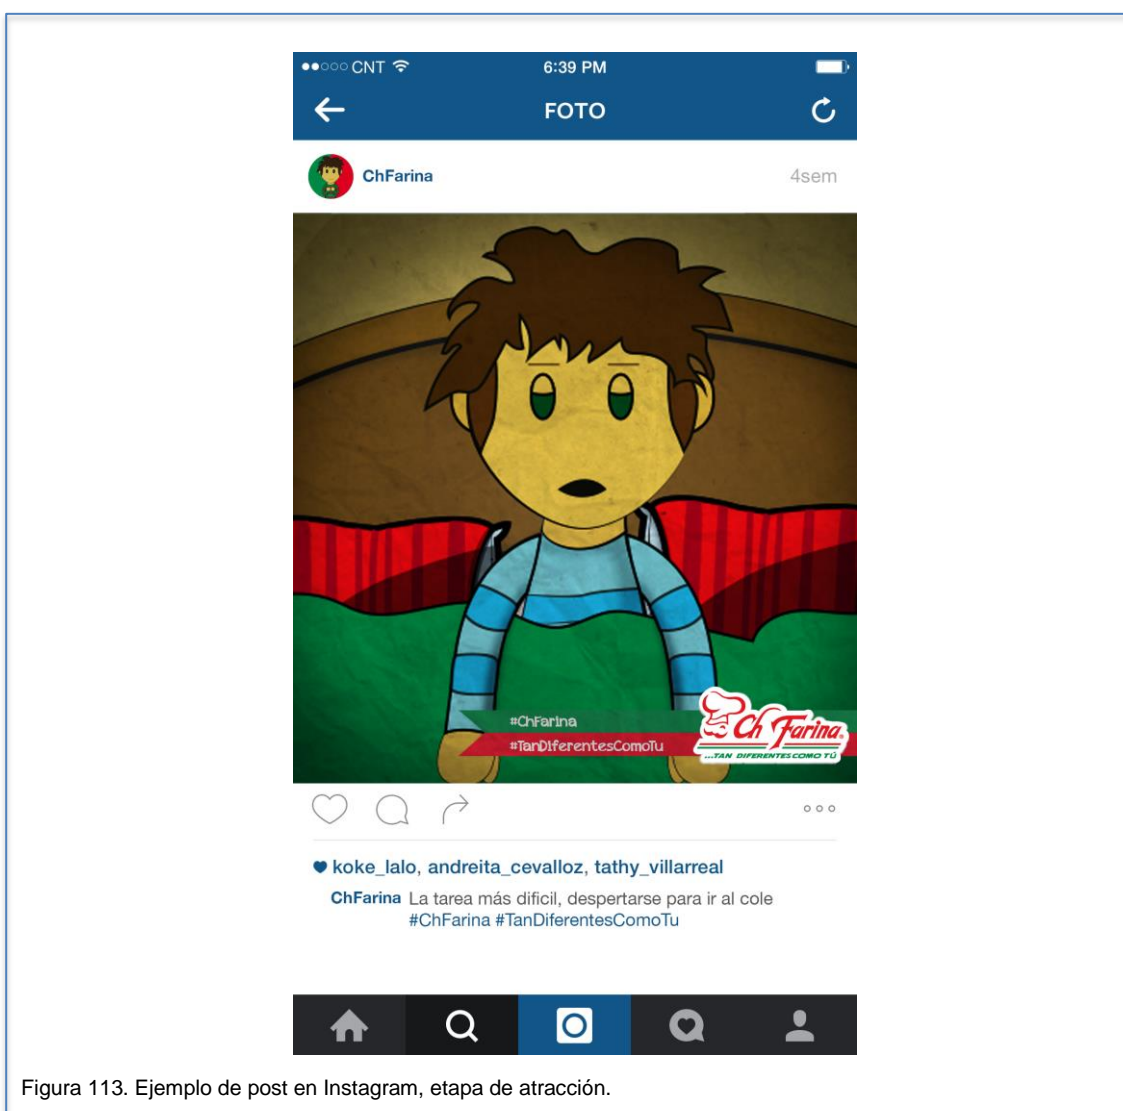 CNT
6:39 PM
FOTO
ChFarina
4sem
#ChFarina
#TanDIferentesComoTu
Ch Farina.
...TAN DIFERENTES COMO TÚ
koke_lalo, andreita_cevalloz, tathy_villarreal
ChFarina La tarea más dificil, despertarse para ir al cole
#ChFarina #TanDiferentesComoTu
Figura 113. Ejemplo de post en Instagram, etapa de atracción.